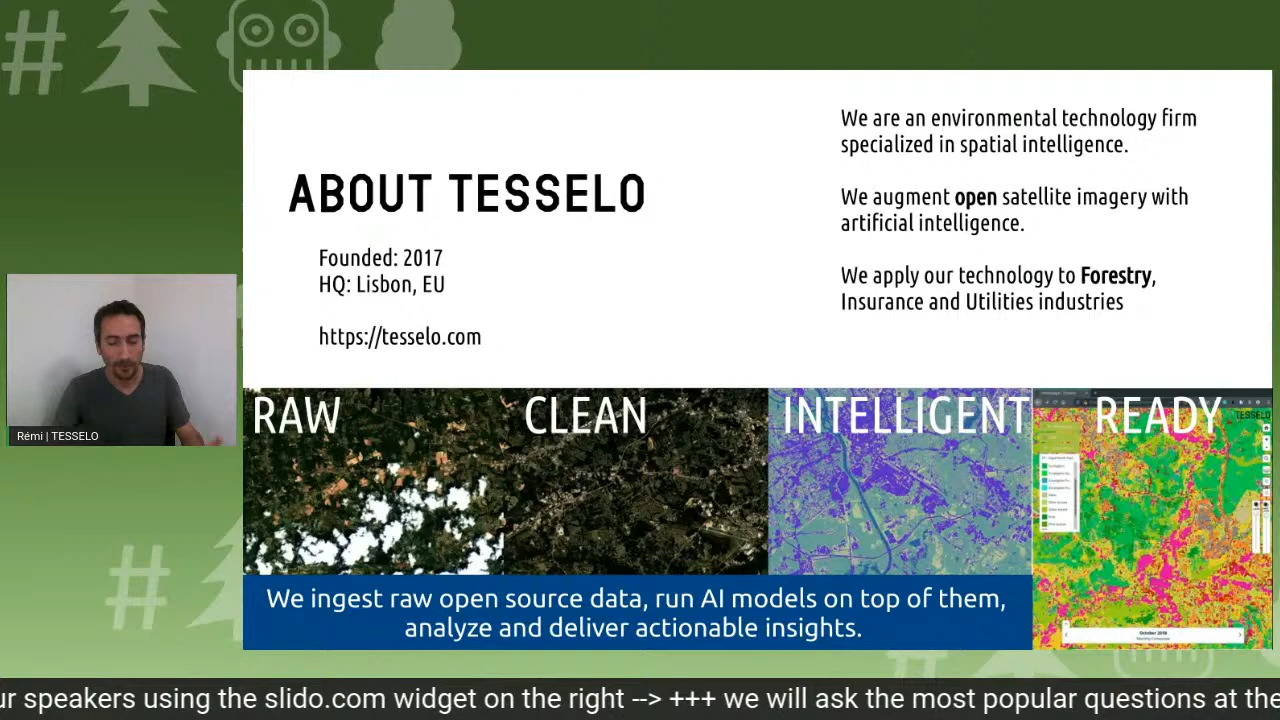 ABOUT TESSELO
Founded: 2017
HQ: Lisbon, EU
https://tesselo.com
We are an environmental technology firm
specialized in spatial intelligence.
We augment open satellite imagery with
artificial intelligence.
We apply our technology to Forestry,
Insurance and Utilities industries
Rémi | TESSELO
RAW
CLEAN
INTELLIGENT
READY
TESSELO
October 2018
We ingest raw open source data, run AI models on top of them,
analyze and deliver actionable insights.
ur speakers using the slido.com widget on the right --> +++ we will ask the most popular questions at the